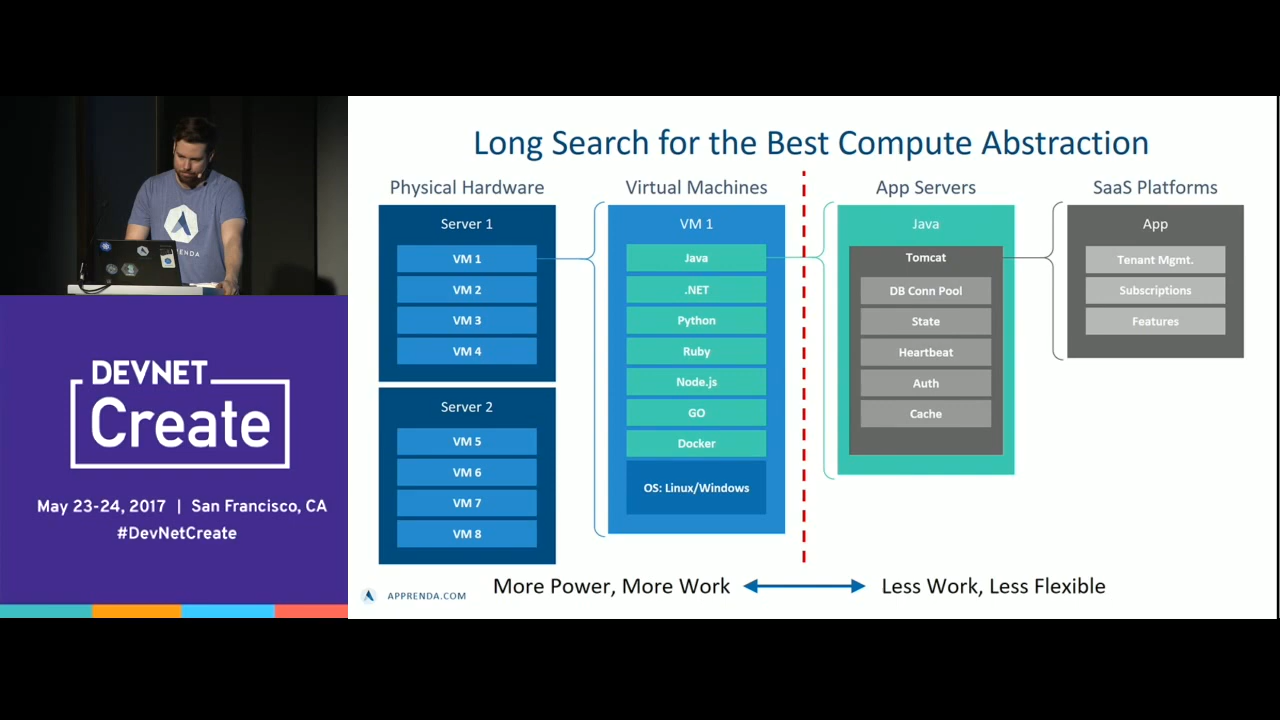 Long Search for the Best Compute Abstraction
Physical Hardware
Server 1
VM 1
VM 2
VM 3
VM 4
Server 2
VM 5
VM 6
VM 7
VM 8
Virtual Machines
VM 1
Java
.NET
Python
Ruby
Node.js
GO
Docker
OS: Linux/Windows
App Servers
Java
Tomcat
DB Conn Pool
State
Heartbeat
Auth
Cache
SaaS Platforms
App
Tenant Mgmt.
Subscriptions
Features
More Power, More Work
Less Work, Less Flexible
APPRENDA.COM
DEVNET
Create
May 23-24, 2017 | San Francisco, CA
#DevNetCreate